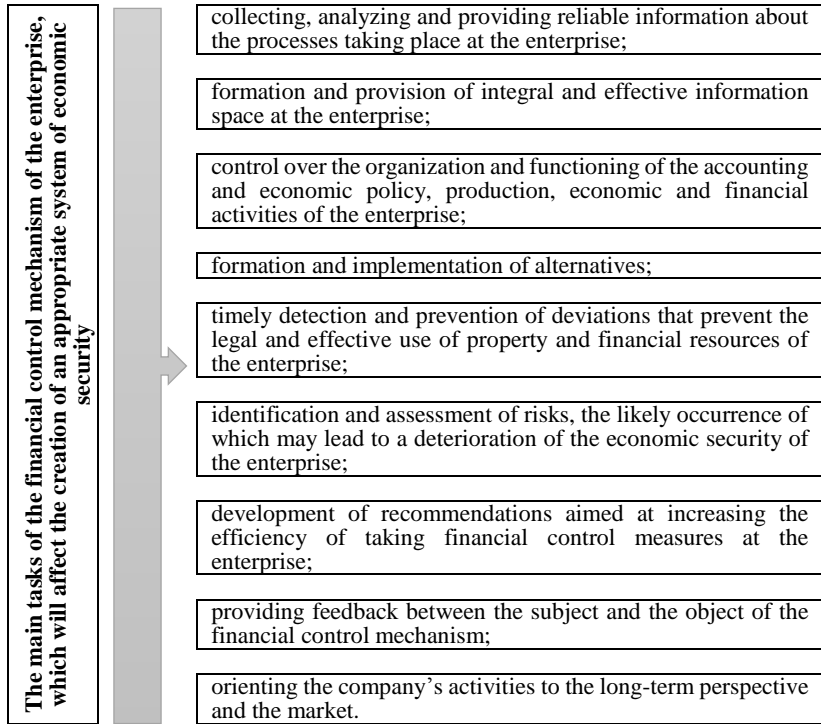 The main tasks of the financial control mechanism of the enterprise,
which will affect the creation of an appropriate system of economic
security
collecting, analyzing and providing reliable information about
the processes taking place at the enterprise;
formation and provision of integral and effective information
space at the enterprise;
control over the organization and functioning of the accounting
and economic policy, production, economic and financial
activities of the enterprise;
formation and implementation of alternatives;
timely detection and prevention of deviations that prevent the
legal and effective use of property and financial resources of
the enterprise;
identification and assessment of risks, the likely occurrence of
which may lead to a deterioration of the economic security of
the enterprise;
development of recommendations aimed at increasing the
efficiency of taking financial control measures at the
enterprise;
providing feedback between the subject and the object of the
financial control mechanism;
orienting the company’s activities to the long-term perspective
and the market.